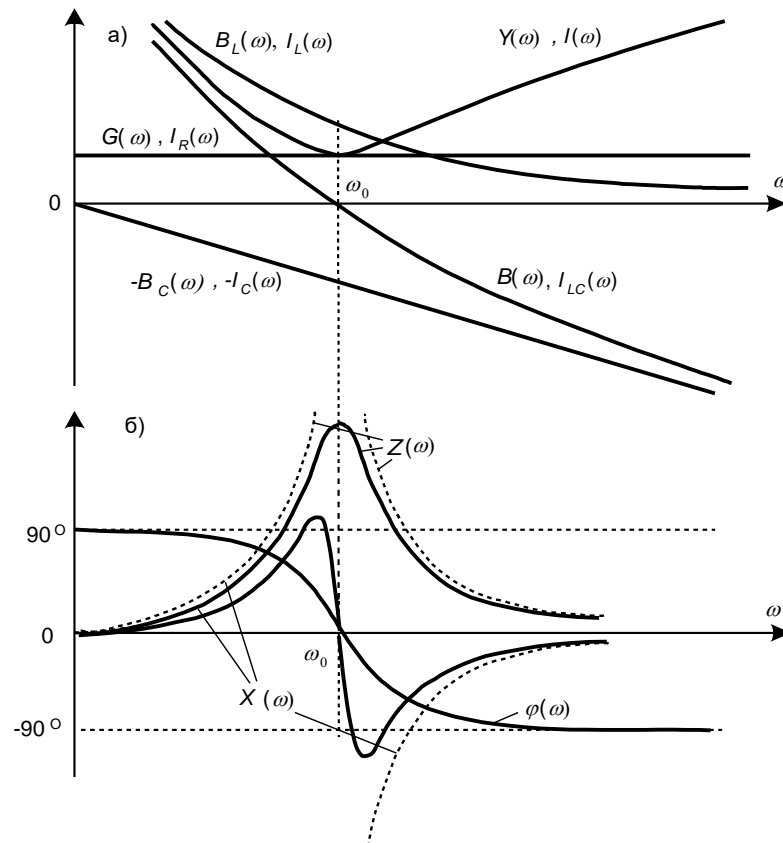 а)
B_L(ω), I_L(ω)
Y(ω) , I(ω)
G(ω) , I_R(ω)
ω_0
ω
0
-B_C(ω) , -I_C(ω)
B(ω), I_LC(ω)
б)
Z(ω)
90°
0
ω
ω_0
X (ω)
φ(ω)
-90°